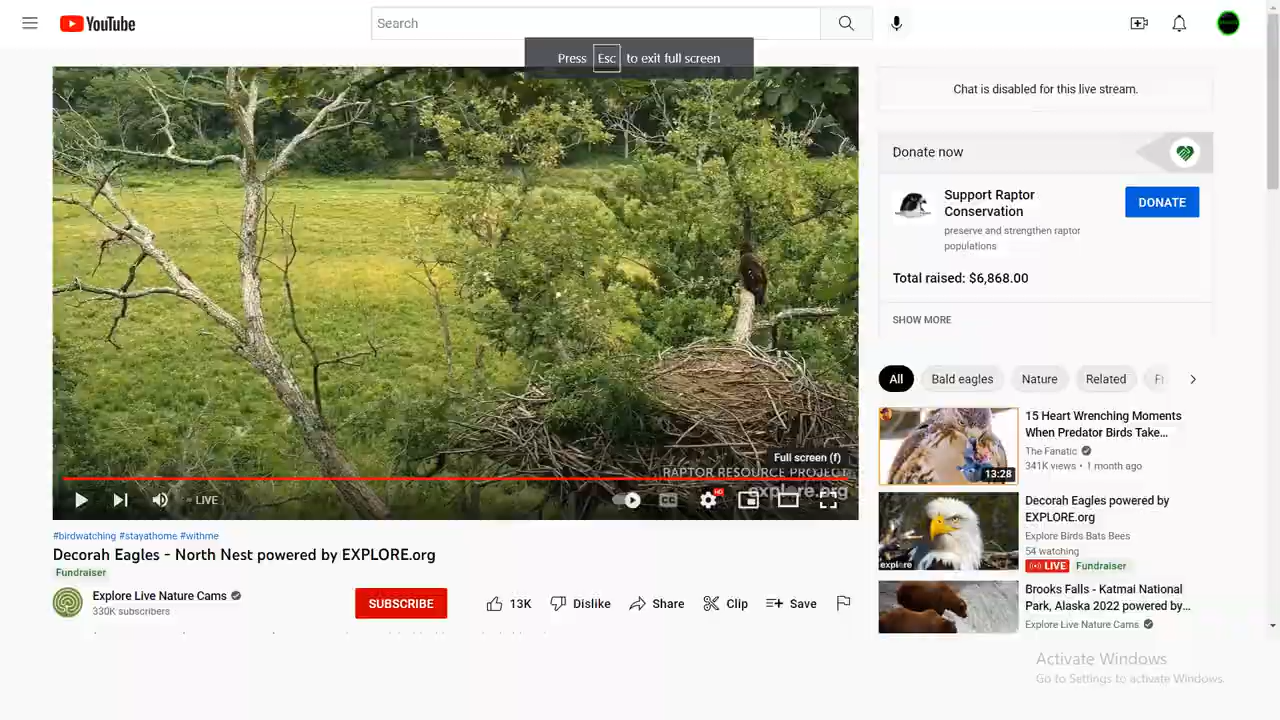 YouTube
Search
Press Esc to exit full screen
Chat is disabled for this live stream.
Donate now
Support Raptor
Conservation
preserve and strengthen raptor
populations
DONATE
Total raised: $6,868.00
SHOW MORE
All
Bald eagles
Nature
Related
15 Heart Wrenching Moments
When Predator Birds Take...
The Fanatic
341K views • 1 month ago
13:28
Decorah Eagles powered by
EXPLORE.org
Explore Birds Bats Bees
54 watching
LIVE Fundraiser
explore
Brooks Falls - Katmai National
Park, Alaska 2022 powered by...
Explore Live Nature Cams
Full screen (f)
RAPTOR RESOURCE PROJECT
explore.org
LIVE
CC
HD
#birdwatching #stayathome #withme
Decorah Eagles - North Nest powered by EXPLORE.org
Fundraiser
Explore Live Nature Cams
330K subscribers
SUBSCRIBE
13K
Dislike
Share
Clip
Save
Activate Windows
Go to Settings to activate Windows.